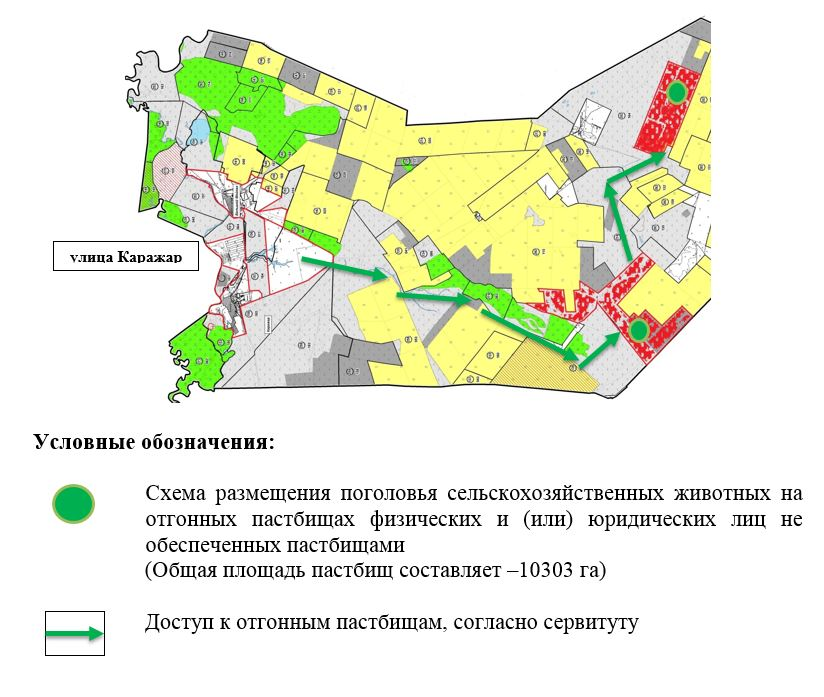 улица Каражар
Условные обозначения:
Схема размещения поголовья сельскохозяйственных животных на
отгонных пастбищах физических и (или) юридических лиц не
обеспеченных пастбищами
(Общая площадь пастбищ составляет –10303 га)
Доступ к отгонным пастбищам, согласно сервитуту